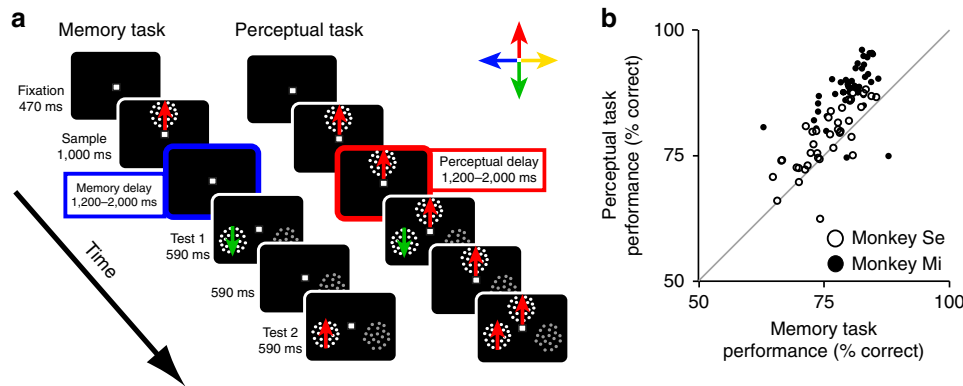 a
Memory task
Perceptual task
Fixation
470 ms
Sample
1,000 ms
Memory delay
1,200–2,000 ms
Perceptual delay
1,200–2,000 ms
Test 1
590 ms
590 ms
Test 2
590 ms
Time
b
Perceptual task
performance (% correct)
100
75
50
50
75
100
Monkey Se
Monkey Mi
Memory task
performance (% correct)